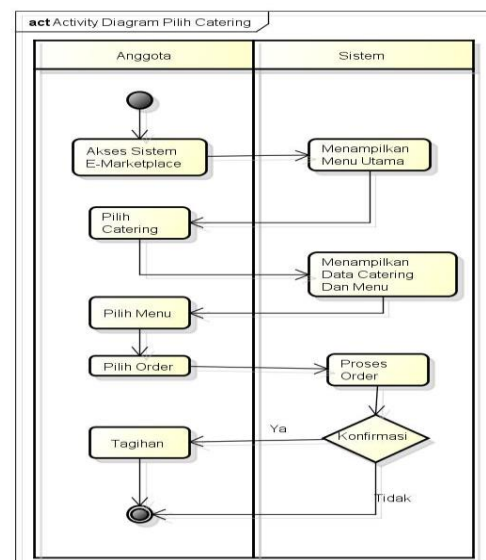 act Activity Diagram Pilih Catering
Anggota
Sistem
Akses Sistem
E-Marketplace
Menampilkan
Menu Utama
Pilih
Catering
Menampilkan
Data Catering
Dan Menu
Pilih Menu
Pilih Order
Proses
Order
Ya
Konfirmasi
Tagihan
Tidak